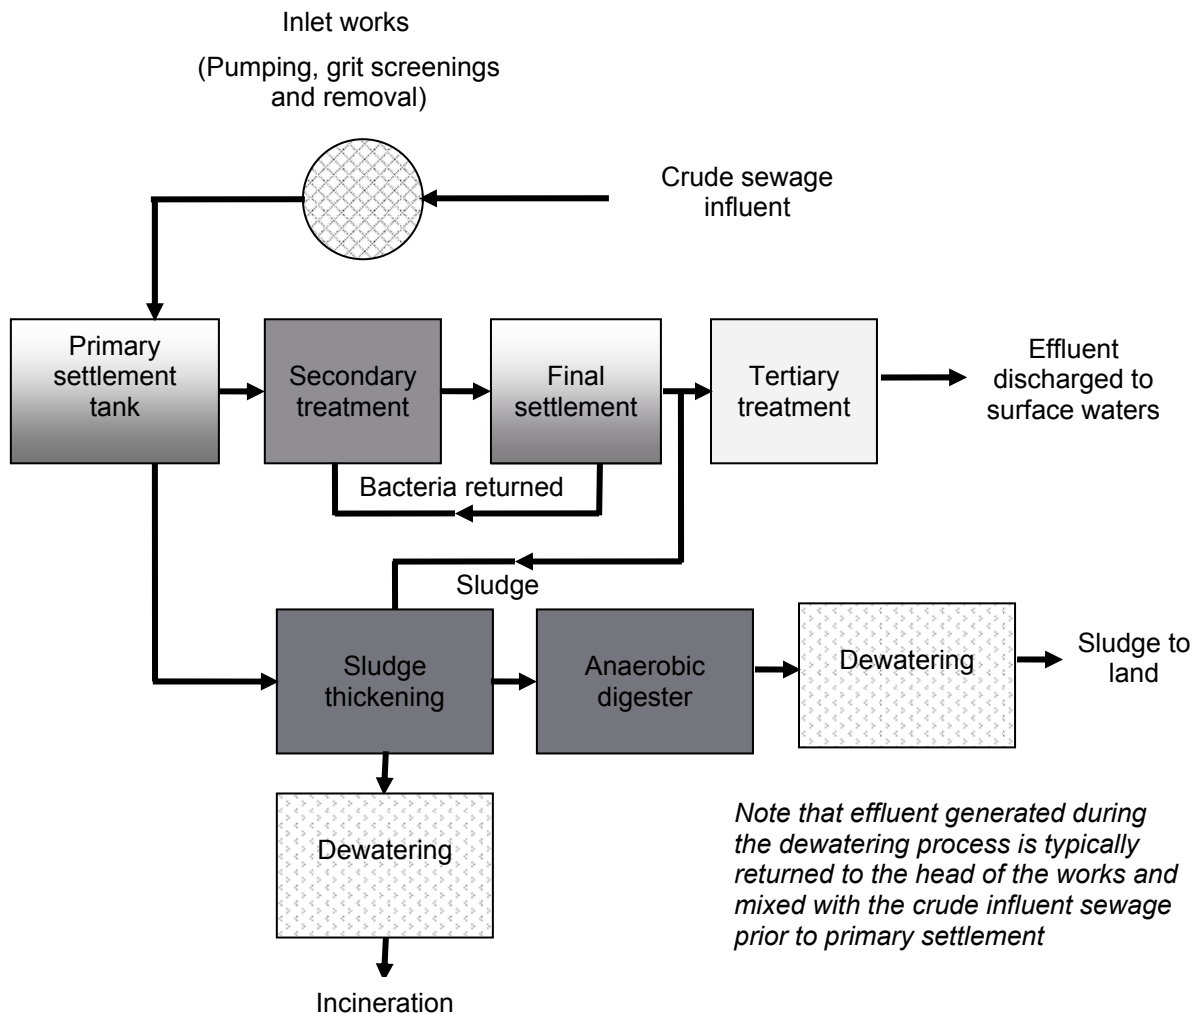 Inlet works
(Pumping, grit screenings
and removal)
Crude sewage
influent
Primary
settlement
tank
Secondary
treatment
Final
settlement
Tertiary
treatment
Effluent
discharged to
surface waters
Bacteria returned
Sludge
Sludge
thickening
Anaerobic
digester
Dewatering
Sludge to
land
Dewatering
Note that effluent generated during
the dewatering process is typically
returned to the head of the works and
mixed with the crude influent sewage
prior to primary settlement
Incineration